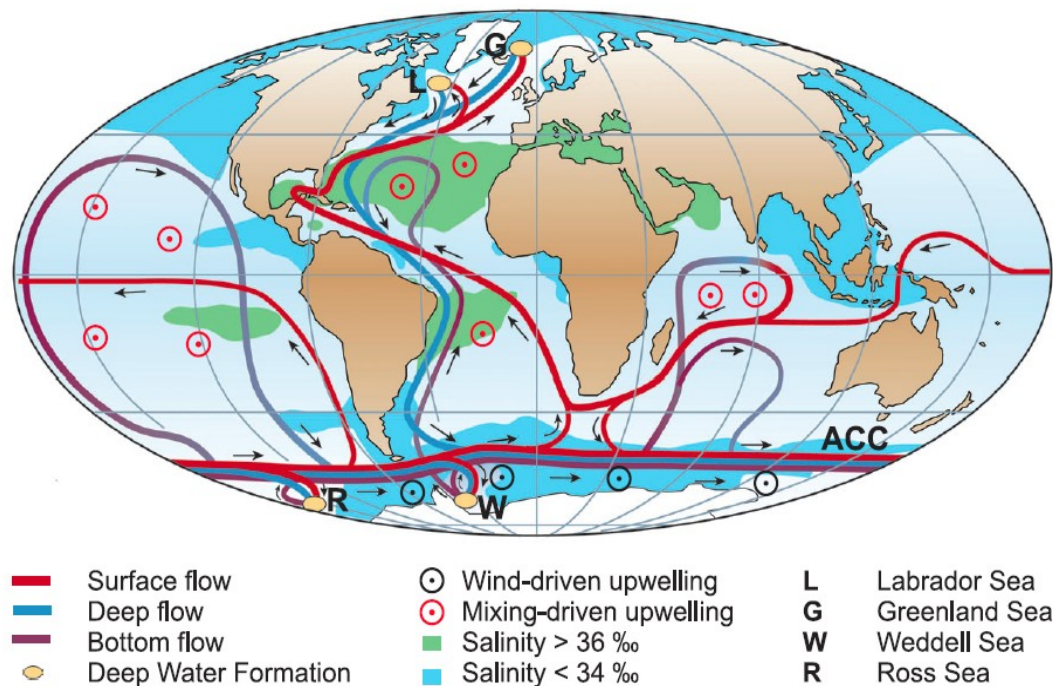 G
L
ACC
R
W
Surface flow
Deep flow
Bottom flow
Deep Water Formation
Wind-driven upwelling
Mixing-driven upwelling
Salinity > 36 ‰
Salinity < 34 ‰
L Labrador Sea
G Greenland Sea
W Weddell Sea
R Ross Sea